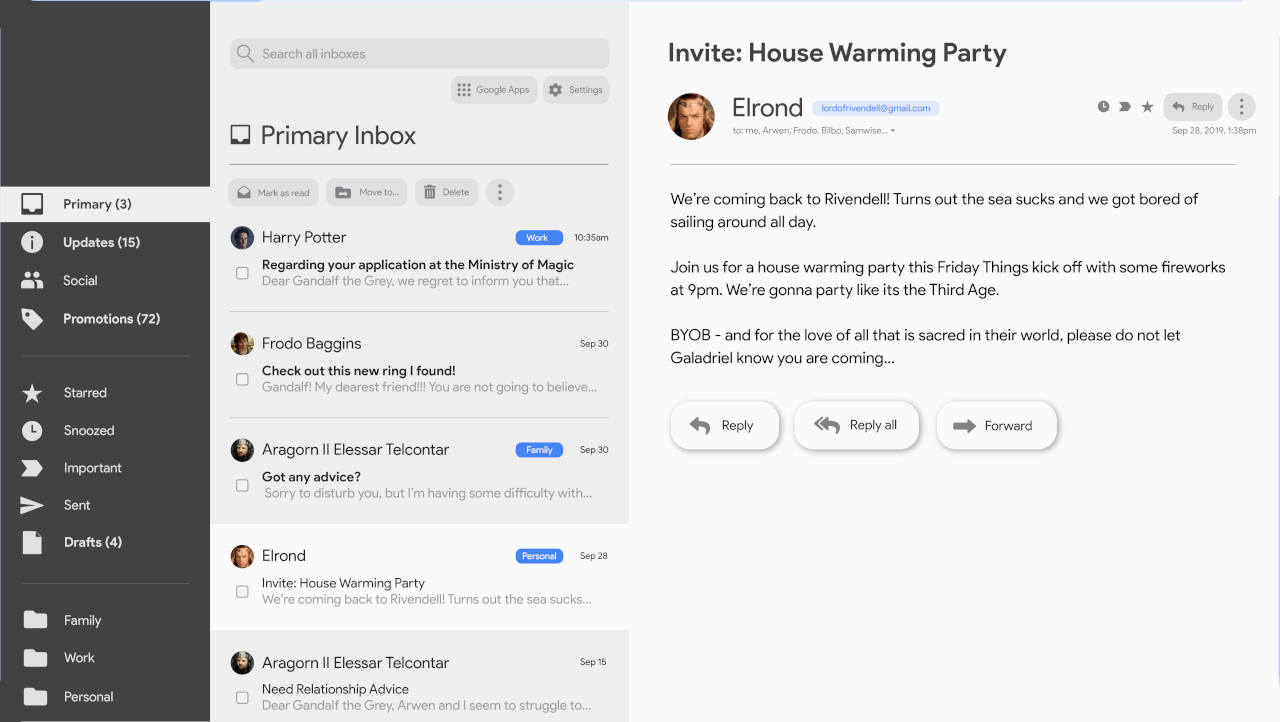 Primary (3)
Updates (15)
Social
Promotions (72)
Starred
Snoozed
Important
Sent
Drafts (4)
Family
Work
Personal
Search all inboxes
Google Apps
Settings
Primary Inbox
Mark as read
Move to...
Delete
Harry Potter
Work
10:35am
Regarding your application at the Ministry of Magic
Dear Gandalf the Grey, we regret to inform you that...
Frodo Baggins
Sep 30
Check out this new ring I found!
Gandalf! My dearest friend!!! You are not going to believe...
Aragorn II Elessar Telcontar
Family
Sep 30
Got any advice?
Sorry to disturb you, but I'm having some difficulty with...
Elrond
Personal
Sep 28
Invite: House Warming Party
We're coming back to Rivendell! Turns out the sea sucks...
Aragorn II Elessar Telcontar
Sep 15
Need Relationship Advice
Dear Gandalf the Grey, Arwen and I seem to struggle to...
Invite: House Warming Party
Elrond
lordofrivendell@gmail.com
Reply
to: me, Arwen, Frodo, Bilbo, Samwise...
Sep 28, 2019, 1:38pm
We're coming back to Rivendell! Turns out the sea sucks and we got bored of
sailing around all day.
Join us for a house warming party this Friday Things kick off with some fireworks
at 9pm. We're gonna party like its the Third Age.
BYOB - and for the love of all that is sacred in their world, please do not let
Galadriel know you are coming...
Reply
Reply all
Forward